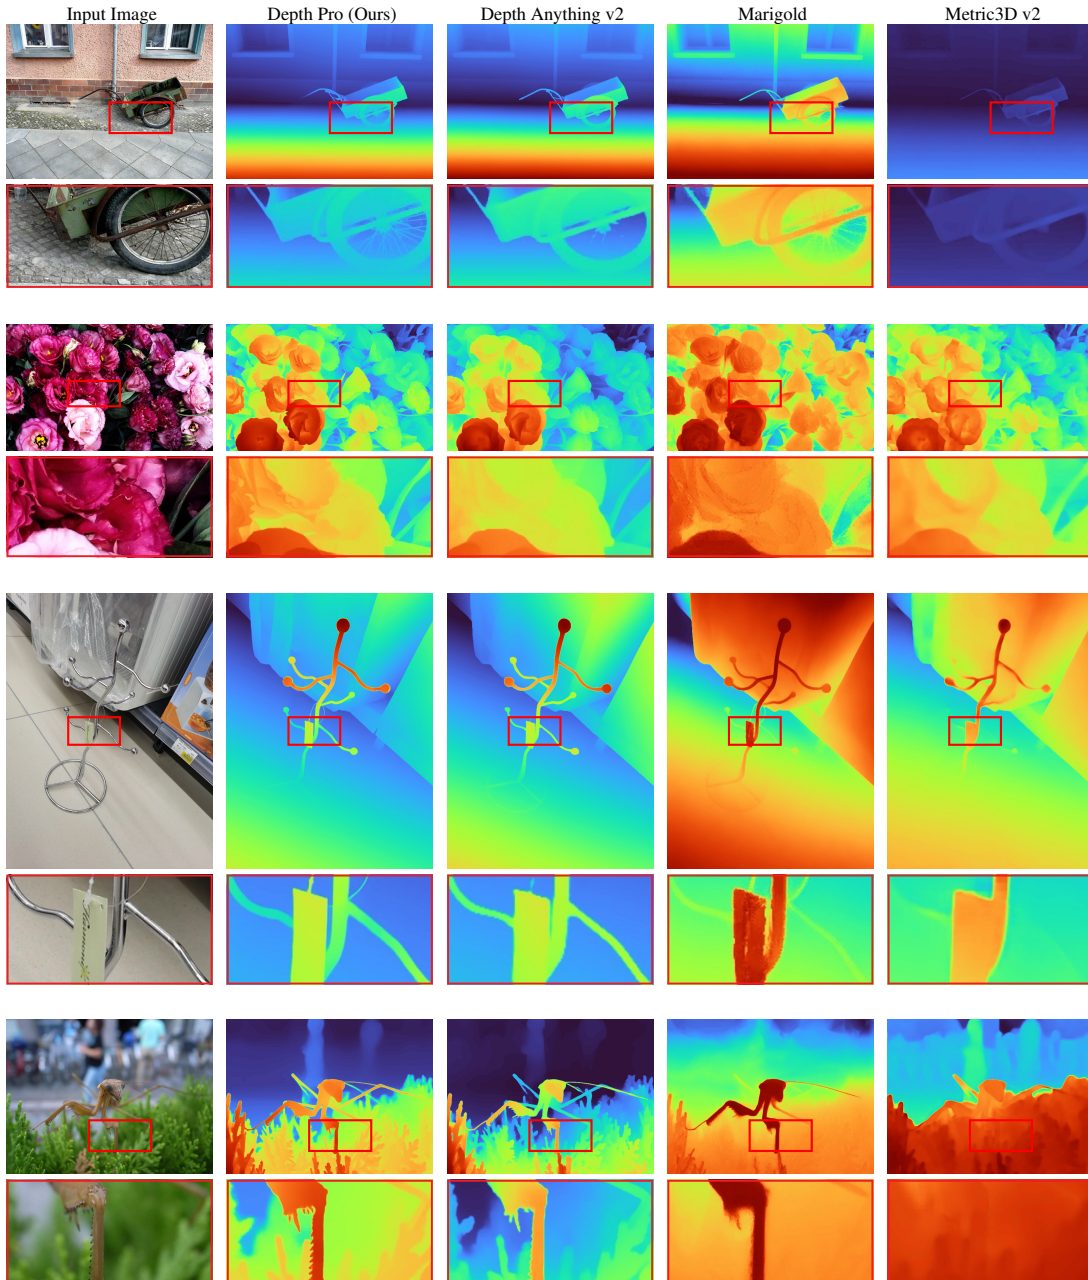 Input Image
Depth Pro (Ours)
Depth Anything v2
Marigold
Metric3D v2